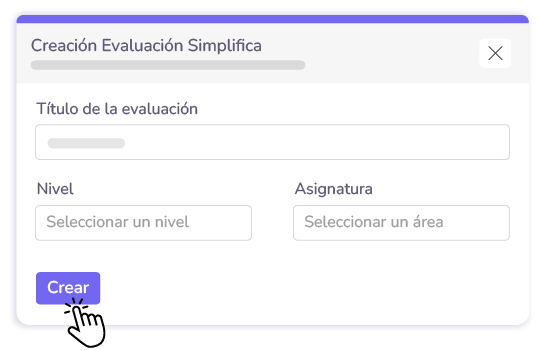 Creación Evaluación Simplifica
Título de la evaluación
Nivel
Asignatura
Seleccionar un nivel
Seleccionar un área
Crear